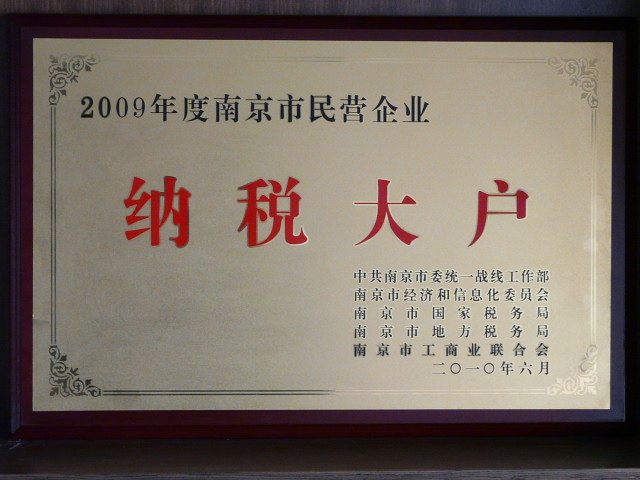 2009年度南京市民营企业
纳税大户
中共南京市委统一战线工作部
南京市经济和信息化委员会
南京市国家税务局
南京市地方税务局
南京市工商业联合会
二〇一〇年六月